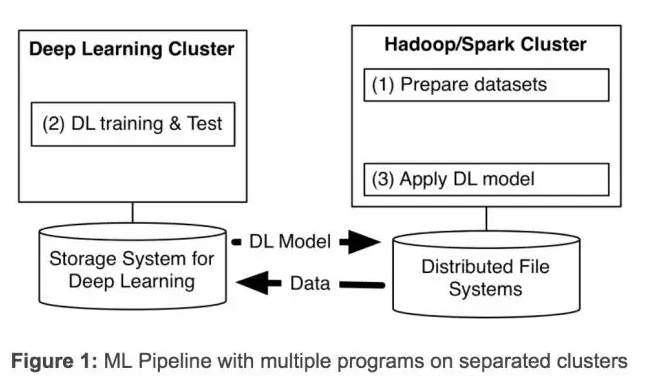 Deep Learning Cluster
(2) DL training & Test
Hadoop/Spark Cluster
(1) Prepare datasets
(3) Apply DL model
Storage System for
Deep Learning
DL Model
Data
Distributed File
Systems
Figure 1: ML Pipeline with multiple programs on separated clusters